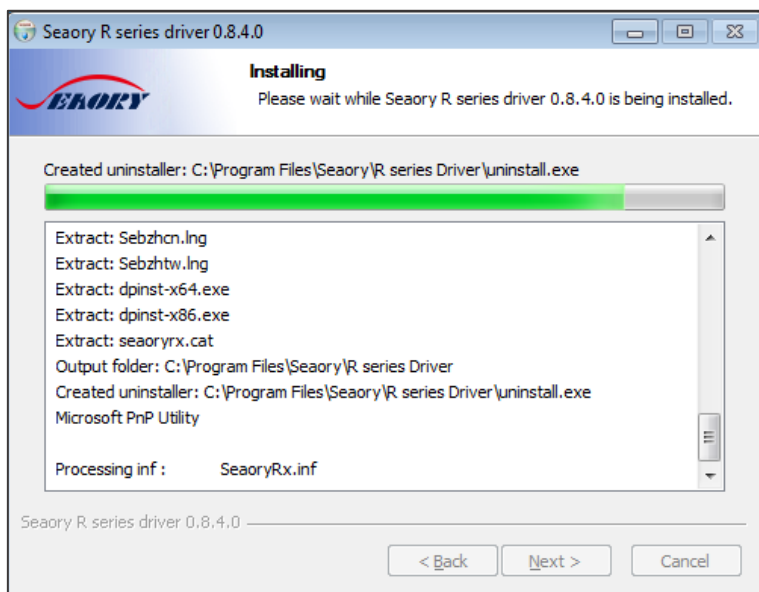 Seaory R series driver 0.8.4.0
SEAORY
Installing
Please wait while Seaory R series driver 0.8.4.0 is being installed.
Created uninstaller: C:\Program Files\Seaory\R series Driver\uninstall.exe
Extract: Sebzhcn.lng
Extract: Sebzhtw.lng
Extract: dpinst-x64.exe
Extract: dpinst-x86.exe
Extract: seaoryrx.cat
Output folder: C:\Program Files\Seaory\R series Driver
Created uninstaller: C:\Program Files\Seaory\R series Driver\uninstall.exe
Microsoft PnP Utility
Processing inf : SeaoryRx.inf
Seaory R series driver 0.8.4.0
< Back Next > Cancel